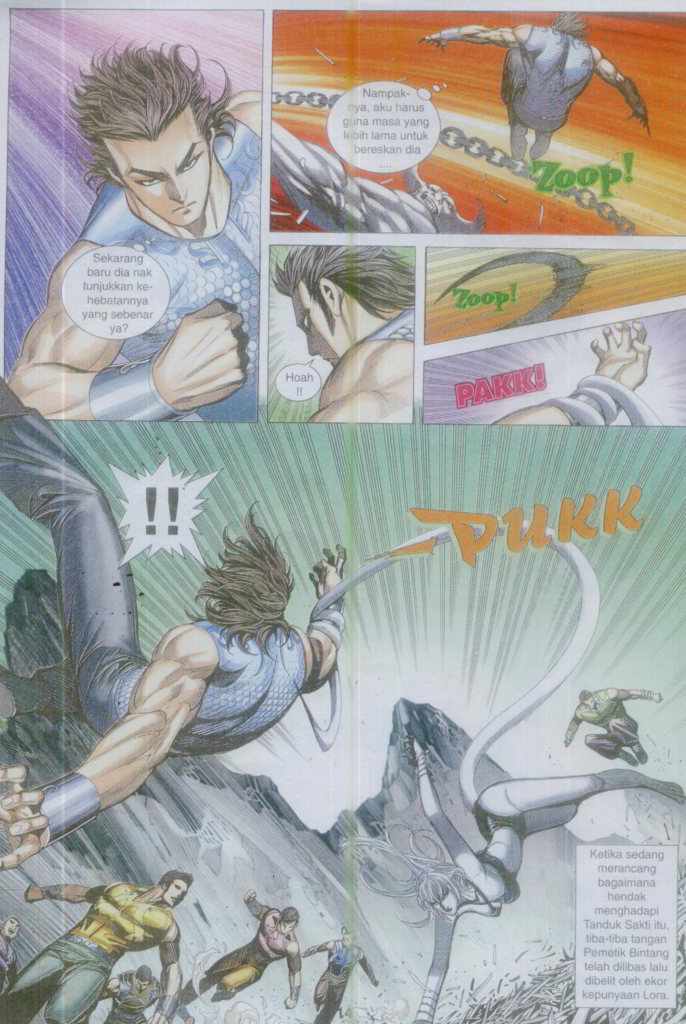 Sekarang
baru dia nak
tunjukkan ke-
hebatannya
yang sebenar
ya?
Nampak-
nya, aku harus
guna masa yang
lebih lama untuk
bereskan dia
....
Zoop!
Hoah
!!
Zoop!
PAKK!
!!
PUKK
Ketika sedang
merancang
bagaimana
hendak
menghadapi
Tanduk Sakti itu,
tiba-tiba tangan
Pemetik Bintang
telah dilibas lalu
dibelit oleh ekor
kepunyaan Lora.